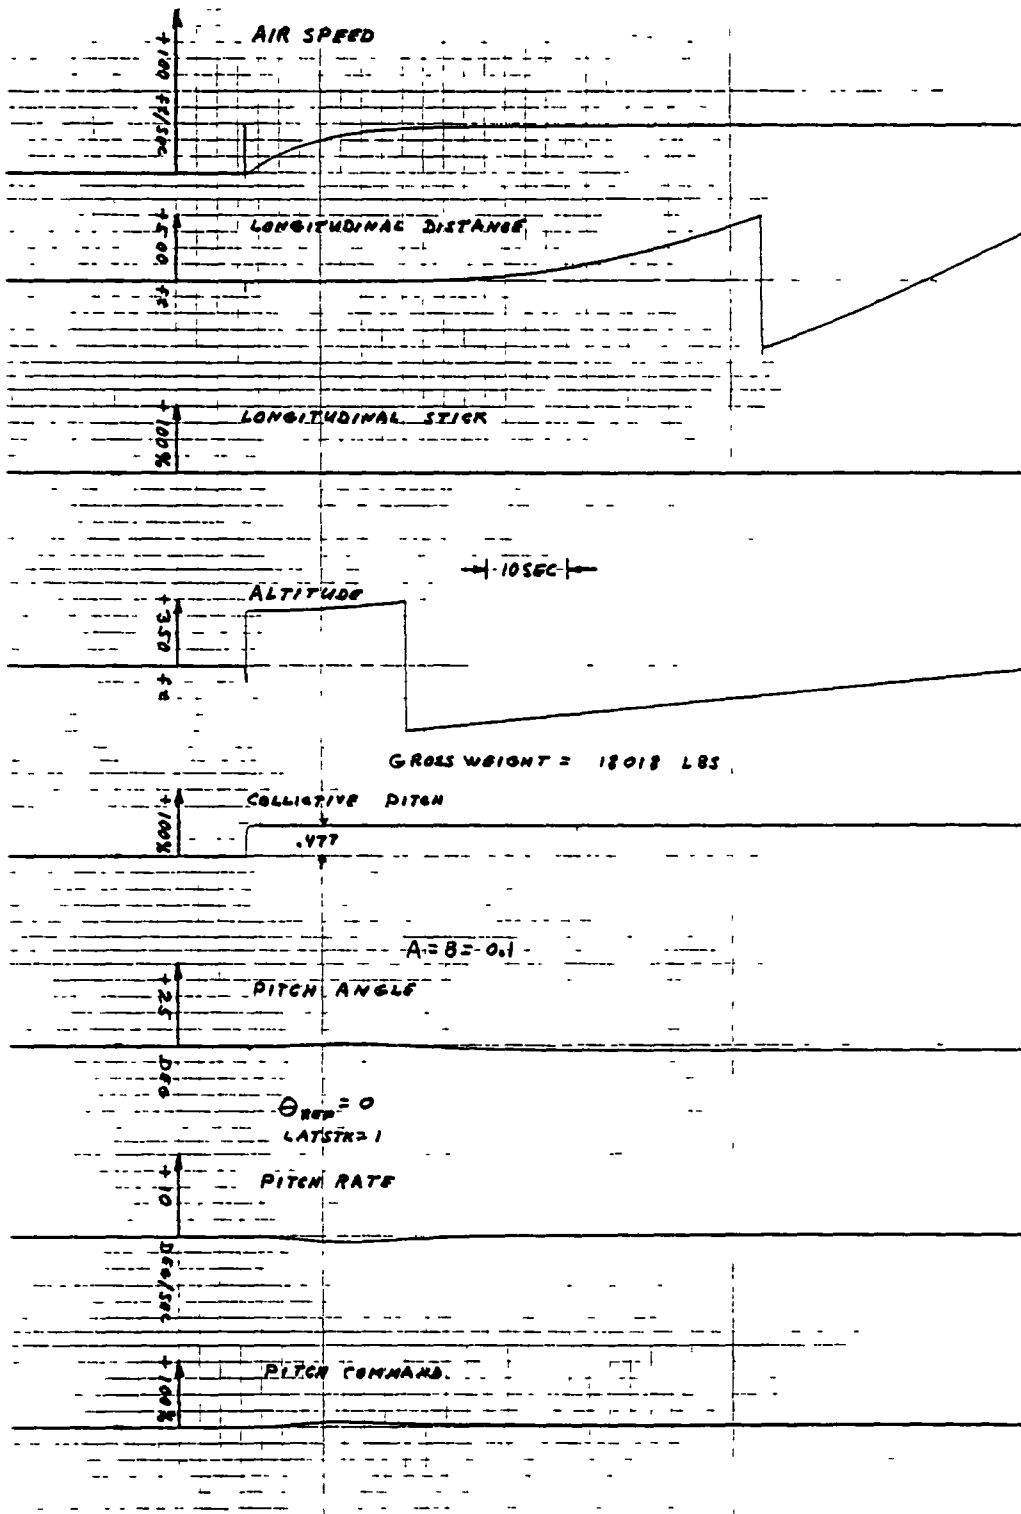 AIR SPEED
+100 ft/sec
LONGITUDINAL DISTANCE
+500 ft
LONGITUDINAL STICK
+100%
10 SEC
ALTITUDE
+350 ft
GROSS WEIGHT = 18018 LBS
COLLICTIVE PITCH
+100%
.477
A=B=-0.1
PITCH ANGLE
+25 DEG
θREF = 0
LATSTK=1
PITCH RATE
+10 DEG/SEC
PITCH COMMAND.
+100%